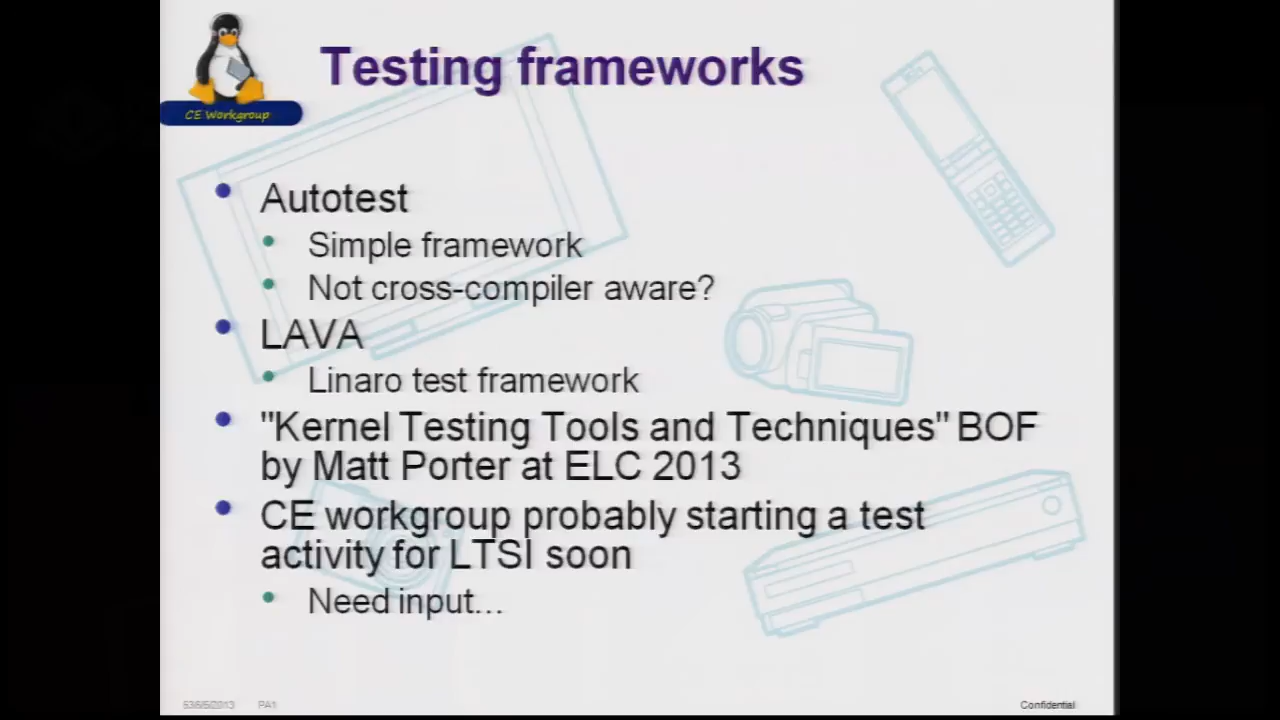 Testing frameworks
CE Workgroup
Autotest
Simple framework
Not cross-compiler aware?
LAVA
Linaro test framework
"Kernel Testing Tools and Techniques" BOF
by Matt Porter at ELC 2013
CE workgroup probably starting a test
activity for LTSI soon
Need input...
PA1
Confidential